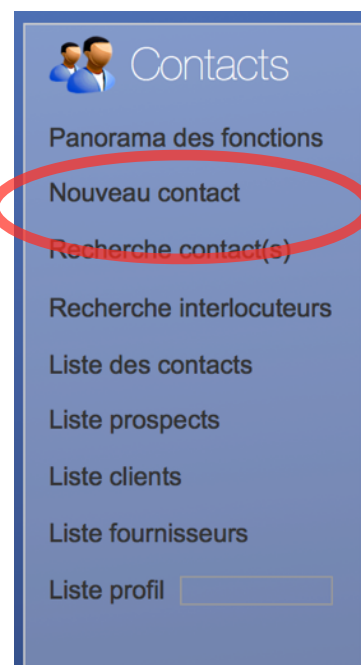 Contacts
Panorama des fonctions
Nouveau contact
Recherche contact(s)
Recherche interlocuteurs
Liste des contacts
Liste prospects
Liste clients
Liste fournisseurs
Liste profil